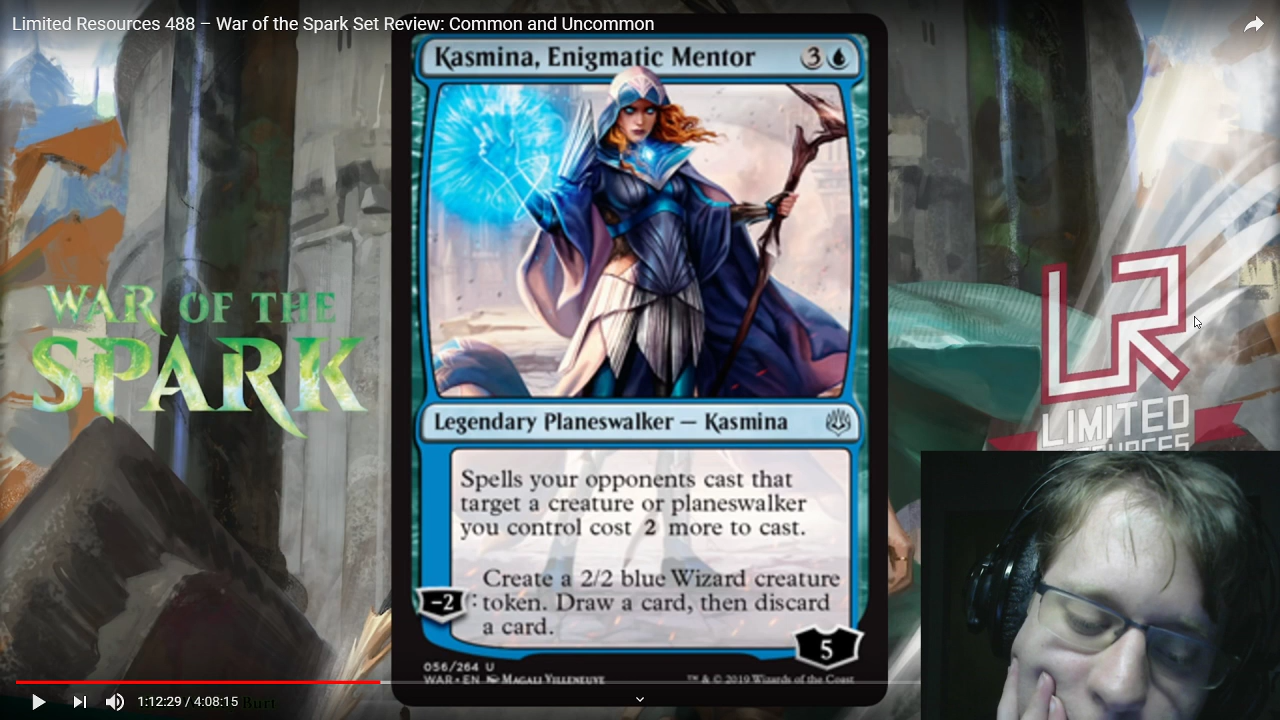 Limited Resources 488 – War of the Spark Set Review: Common and Uncommon
Kasmina, Enigmatic Mentor 3
WAR OF THE
SPARK
LR
LIMITED
Legendary Planeswalker — Kasmina
Spells your opponents cast that
target a creature or planeswalker
you control cost 2 more to cast.
Create a 2/2 blue Wizard creature
-2 : token. Draw a card, then discard
a card.
5
056/264 U
WAR • EN Magali Villeneuve ™ & © 2019 Wizards of the Coast
1:12:29 / 4:08:15